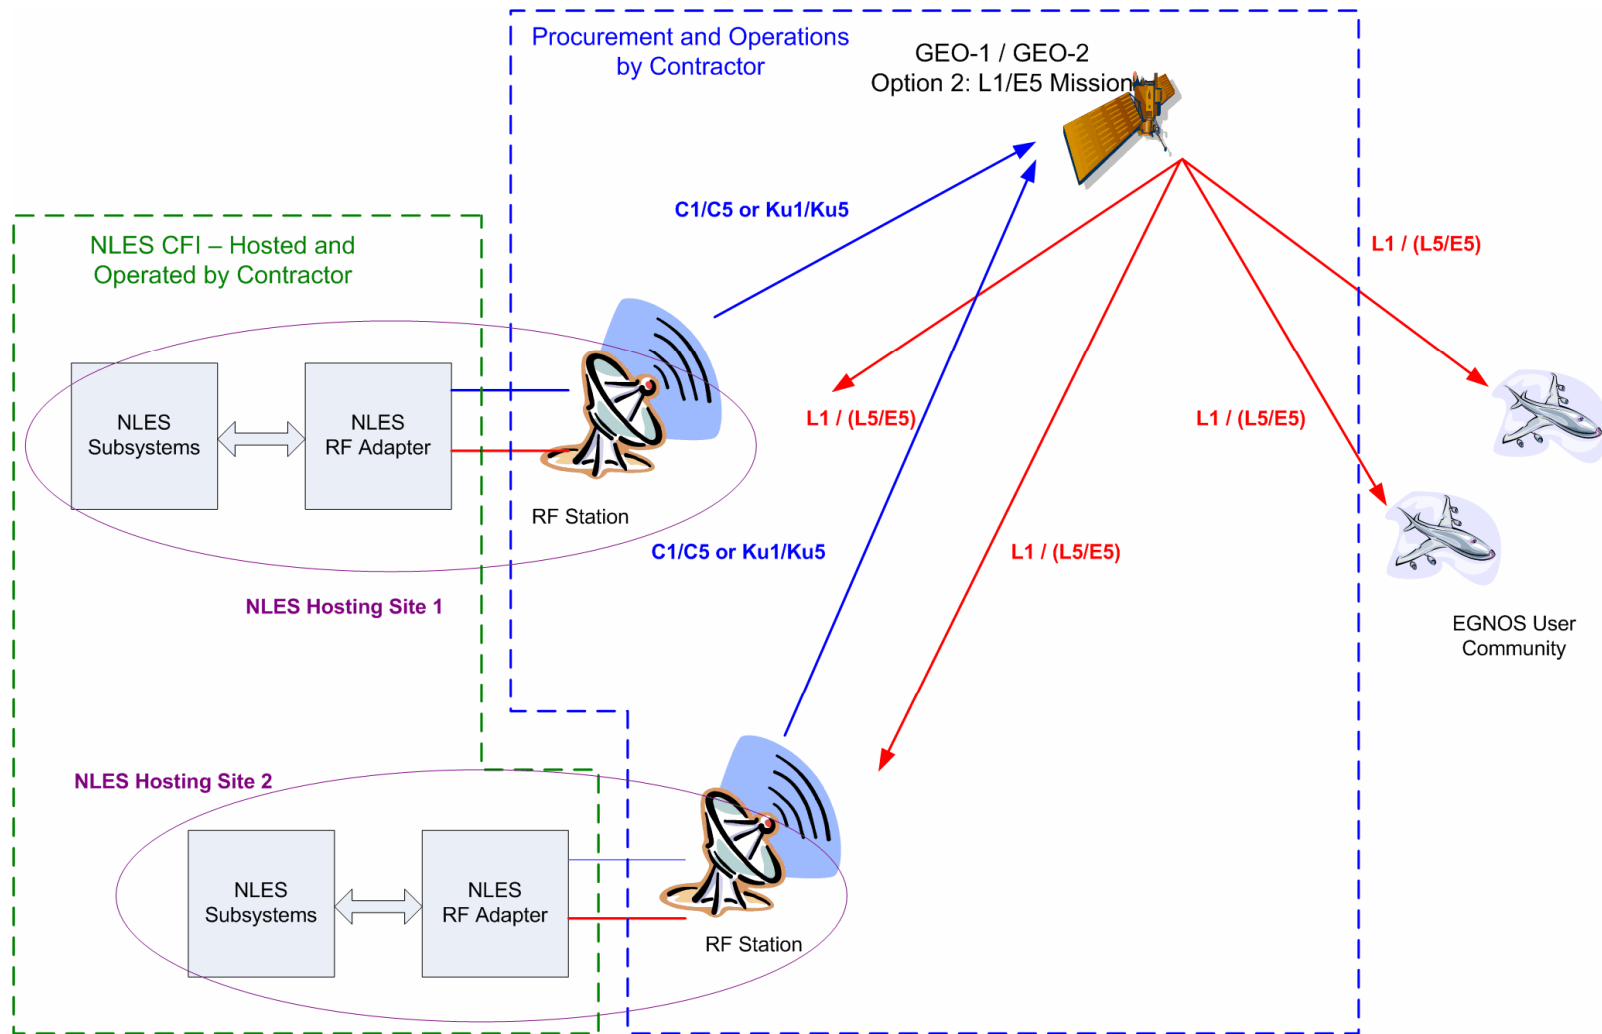 Procurement and Operations
by Contractor
GEO-1 / GEO-2
Option 2: L1/E5 Mission
C1/C5 or Ku1/Ku5
L1 / (L5/E5)
NLES CFI – Hosted and
Operated by Contractor
NLES
Subsystems
NLES
RF Adapter
L1 / (L5/E5)
L1 / (L5/E5)
RF Station
C1/C5 or Ku1/Ku5
L1 / (L5/E5)
NLES Hosting Site 1
EGNOS User
Community
NLES Hosting Site 2
NLES
Subsystems
NLES
RF Adapter
RF Station